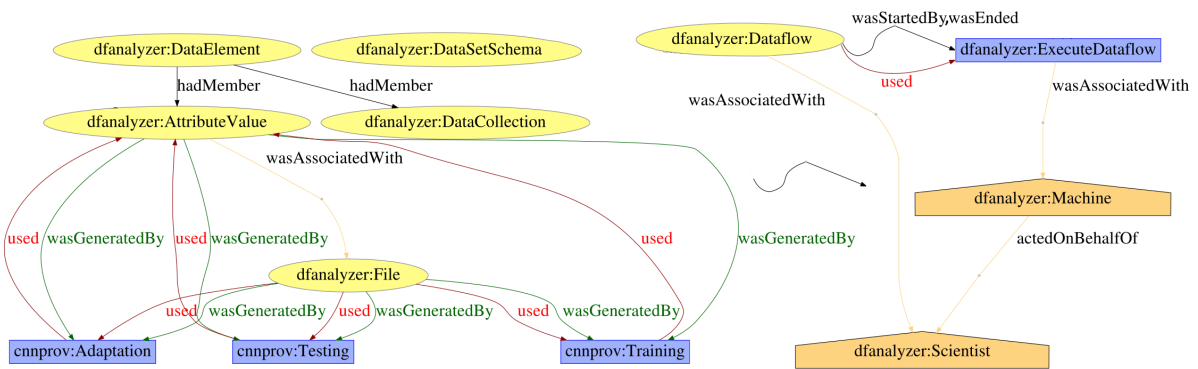 wasStartedBy,wasEnded
dfanalyzer:DataElement
dfanalyzer:DataSetSchema
dfanalyzer:Dataflow
dfanalyzer:ExecuteDataflow
used
hadMember
hadMember
wasAssociatedWith
wasAssociatedWith
dfanalyzer:AttributeValue
dfanalyzer:DataCollection
wasAssociatedWith
dfanalyzer:Machine
used
wasGeneratedBy
used
wasGeneratedBy
used
wasGeneratedBy
actedOnBehalfOf
dfanalyzer:File
used
wasGeneratedBy
used
wasGeneratedBy
used
wasGeneratedBy
cnnprov:Adaptation
cnnprov:Testing
cnnprov:Training
dfanalyzer:Scientist